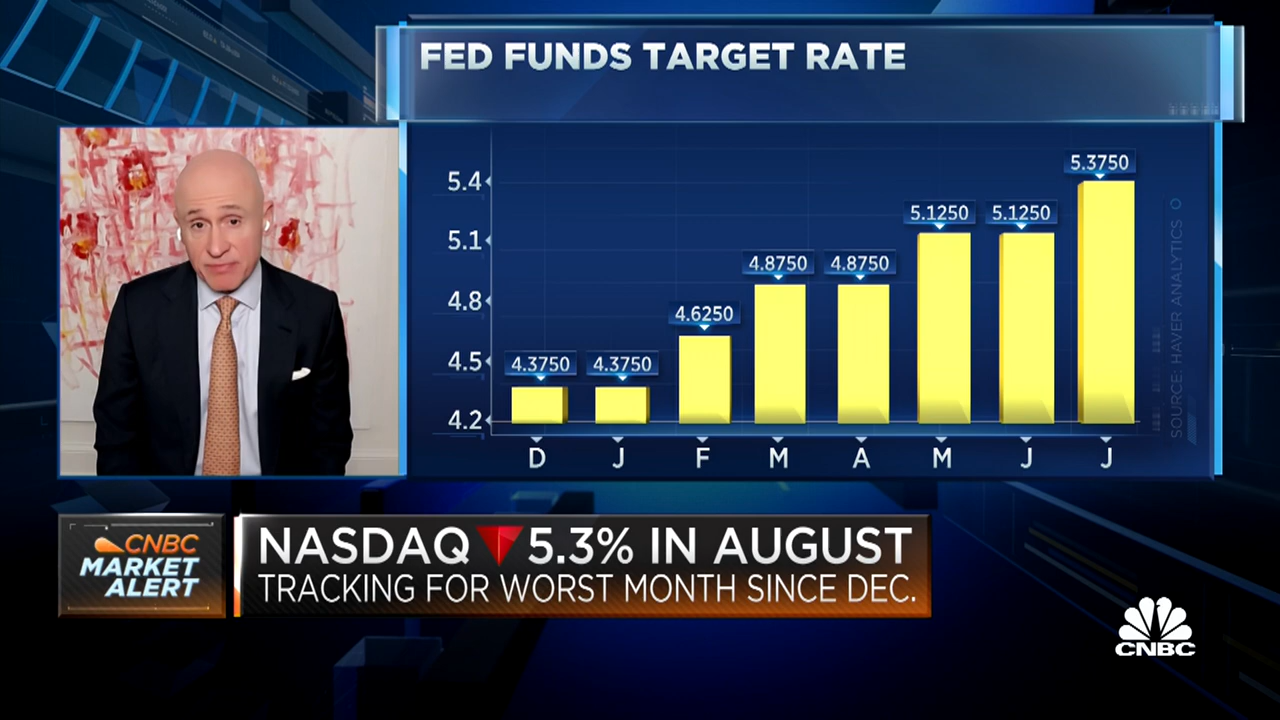 FED FUNDS TARGET RATE
5.4
5.1
4.8
4.5
4.2
4.3750
4.3750
4.6250
4.8750
4.8750
5.1250
5.1250
5.3750
D J F M A M J J
SOURCE: HAVER ANALYTICS
CNBC
MARKET
ALERT
NASDAQ 5.3% IN AUGUST
TRACKING FOR WORST MONTH SINCE DEC.
CNBC